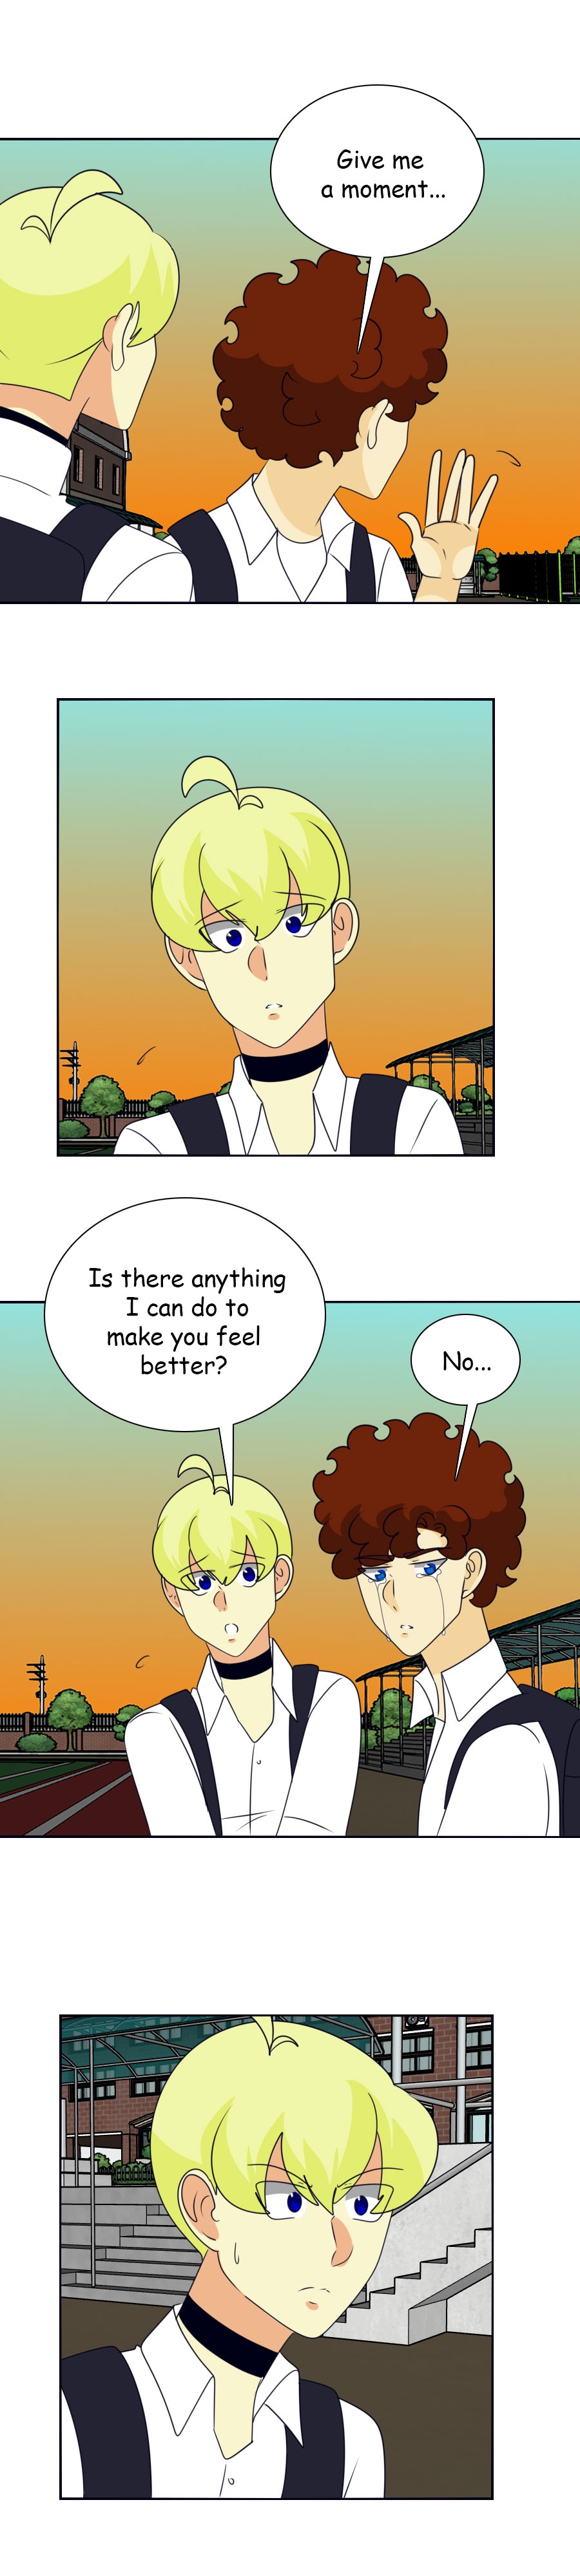 Give me
a moment...
Is there anything
I can do to
make you feel
better?
No...